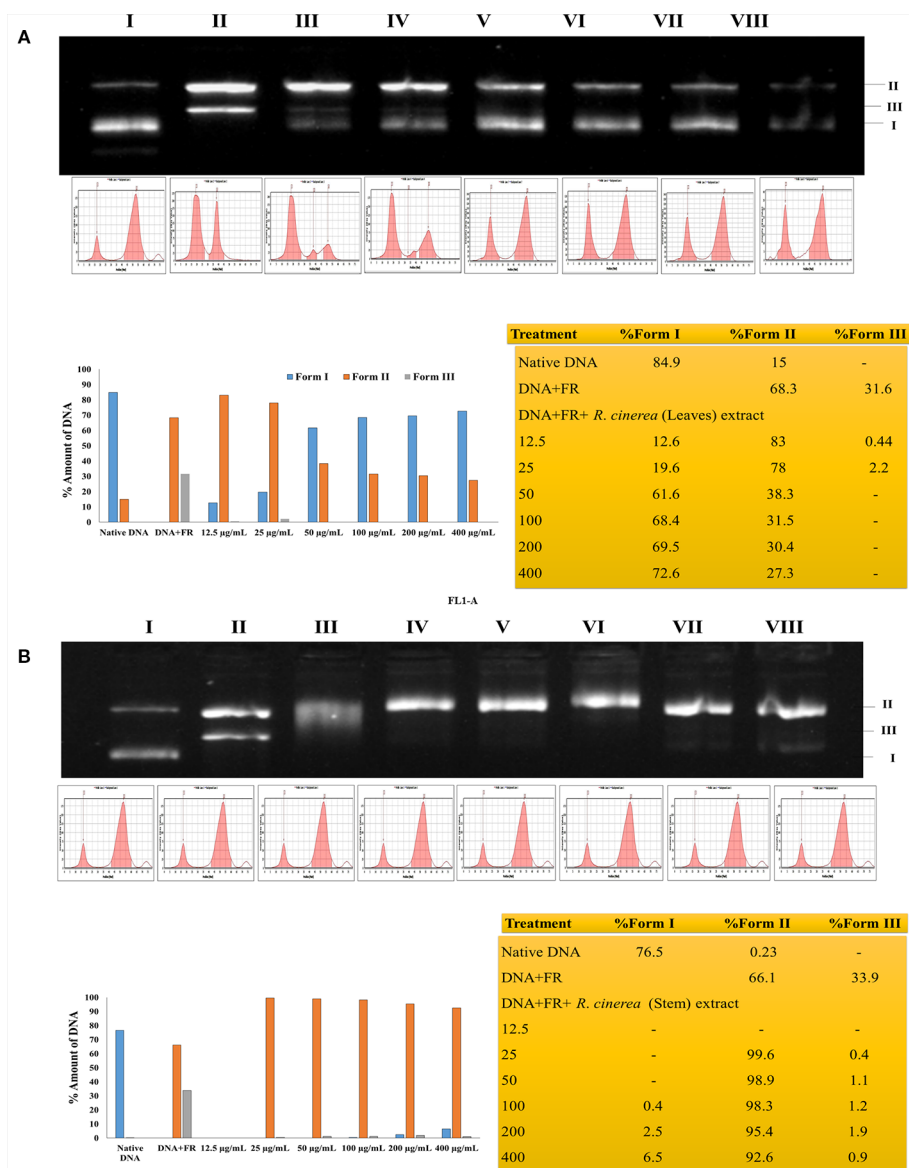 I II III IV V VI VII VIII
A
II
III
I
Treatment %Form I %Form II %Form III
Native DNA 84.9 15 -
DNA+FR 68.3 31.6
DNA+FR+ R. cinerea (Leaves) extract
12.5 12.6 83 0.44
25 19.6 78 2.2
50 61.6 38.3 -
100 68.4 31.5 -
200 69.5 30.4 -
400 72.6 27.3 -
% Amount of DNA
100
90
80
70
60
50
40
30
20
10
0
Form I Form II Form III
Native DNA DNA+FR 12.5 µg/mL 25 µg/mL 50 µg/mL 100 µg/mL 200 µg/mL 400 µg/mL
FL1-A
I II III IV V VI VII VIII
B
II
III
I
Treatment %Form I %Form II %Form III
Native DNA 76.5 0.23 -
DNA+FR 66.1 33.9
DNA+FR+ R. cinerea (Stem) extract
12.5 - - -
25 - 99.6 0.4
50 - 98.9 1.1
100 0.4 98.3 1.2
200 2.5 95.4 1.9
400 6.5 92.6 0.9
% Amount of DNA
100
90
80
70
60
50
40
30
20
10
0
Native DNA DNA+FR 12.5 µg/mL 25 µg/mL 50 µg/mL 100 µg/mL 200 µg/mL 400 µg/mL